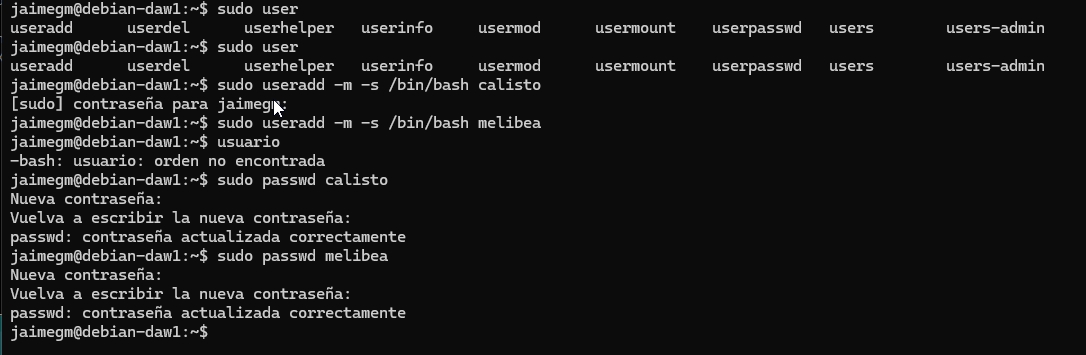 jaimegm@debian-daw1:~$ sudo user
useradd      userdel      userhelper   userinfo     usermod      usermount    userpasswd   users        users-admin
jaimegm@debian-daw1:~$ sudo user
useradd      userdel      userhelper   userinfo     usermod      usermount    userpasswd   users        users-admin
jaimegm@debian-daw1:~$ sudo useradd -m -s /bin/bash calisto
[sudo] contraseña para jaimegm:
jaimegm@debian-daw1:~$ sudo useradd -m -s /bin/bash melibea
jaimegm@debian-daw1:~$ usuario
-bash: usuario: orden no encontrada
jaimegm@debian-daw1:~$ sudo passwd calisto
Nueva contraseña:
Vuelva a escribir la nueva contraseña:
passwd: contraseña actualizada correctamente
jaimegm@debian-daw1:~$ sudo passwd melibea
Nueva contraseña:
Vuelva a escribir la nueva contraseña:
passwd: contraseña actualizada correctamente
jaimegm@debian-daw1:~$